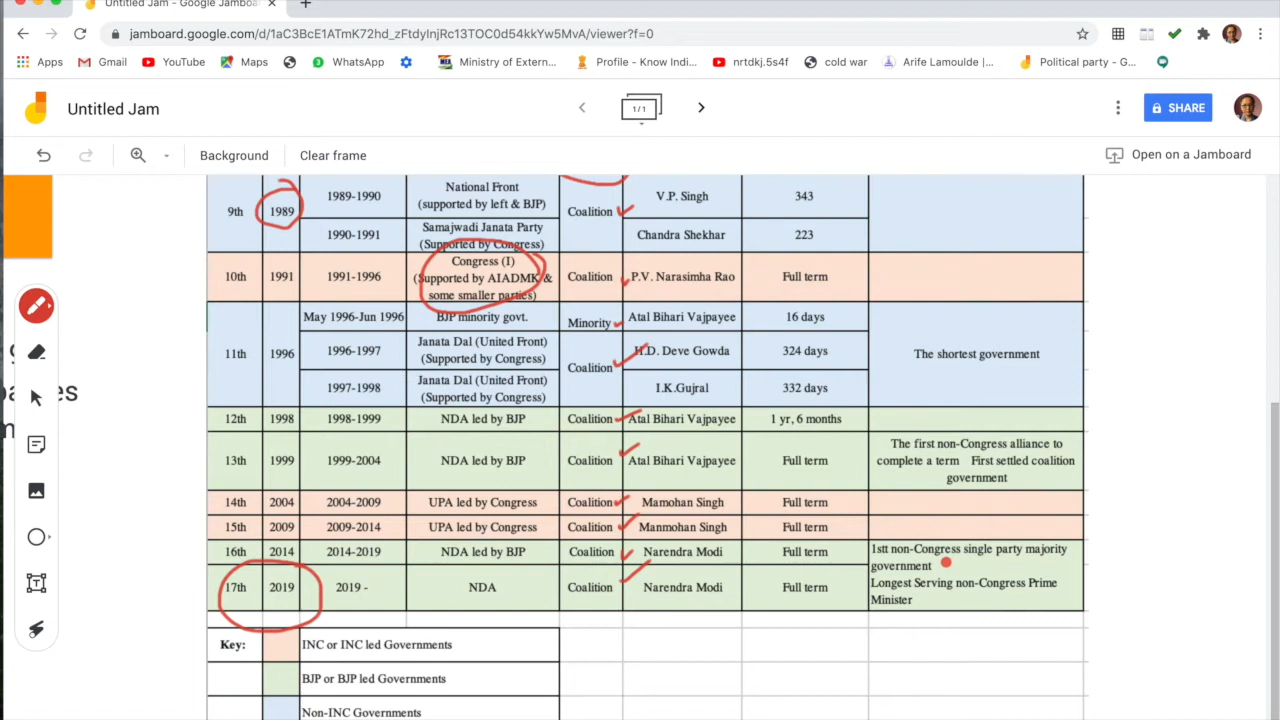 Untitled Jam - Google Jamboard
jamboard.google.com/d/1aC3BcE1ATmK72hd_zFtdyInjRc13TOC0d54kkYw5MvA/viewer?f=0
Apps Gmail YouTube Maps WhatsApp Ministry of Extern... Profile - Know Indi... nrtdkj.5s4f cold war Arife Lamoulde |... Political party - G...
Untitled Jam
1/1
SHARE
Background Clear frame
Open on a Jamboard
9th 1989 1989-1990 National Front
(supported by left & BJP) Coalition V.P. Singh 343
1990-1991 Samajwadi Janata Party
(Supported by Congress) Chandra Shekhar 223
10th 1991 1991-1996 Congress (I)
(Supported by AIADMK &
some smaller parties) Coalition P.V. Narasimha Rao Full term
11th 1996 May 1996-Jun 1996 BJP minority govt. Minority Atal Bihari Vajpayee 16 days The shortest government
1996-1997 Janata Dal (United Front)
(Supported by Congress) Coalition H.D. Deve Gowda 324 days
1997-1998 Janata Dal (United Front)
(Supported by Congress) I.K.Gujral 332 days
12th 1998 1998-1999 NDA led by BJP Coalition Atal Bihari Vajpayee 1 yr, 6 months
13th 1999 1999-2004 NDA led by BJP Coalition Atal Bihari Vajpayee Full term The first non-Congress alliance to
complete a term First settled coalition
government
14th 2004 2004-2009 UPA led by Congress Coalition Mamohan Singh Full term
15th 2009 2009-2014 UPA led by Congress Coalition Manmohan Singh Full term
16th 2014 2014-2019 NDA led by BJP Coalition Narendra Modi Full term 1stt non-Congress single party majority
government
17th 2019 2019 - NDA Coalition Narendra Modi Full term Longest Serving non-Congress Prime
Minister
Key: INC or INC led Governments
BJP or BJP led Governments
Non-INC Governments